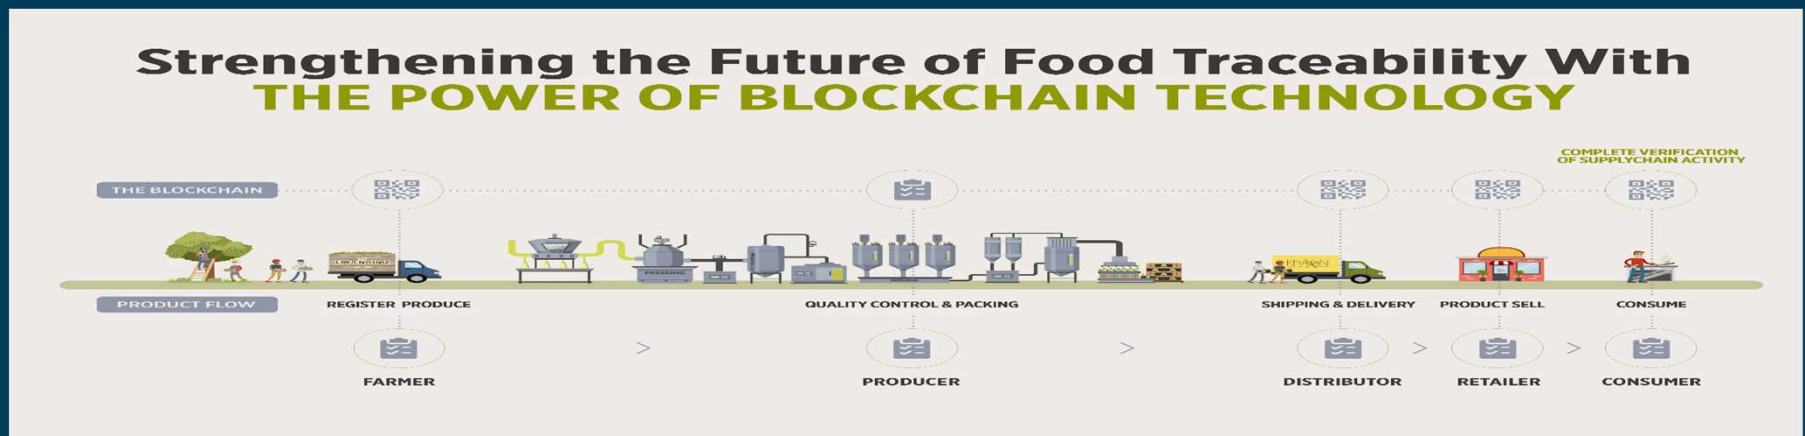 Strengthening the Future of Food Traceability With
THE POWER OF BLOCKCHAIN TECHNOLOGY
COMPLETE VERIFICATION
OF SUPPLYCHAIN ACTIVITY
THE BLOCKCHAIN
PRESSING
PRODUCT FLOW
REGISTER PRODUCE
QUALITY CONTROL & PACKING
SHIPPING & DELIVERY
PRODUCT SELL
CONSUME
> > > >
FARMER
PRODUCER
DISTRIBUTOR
RETAILER
CONSUMER